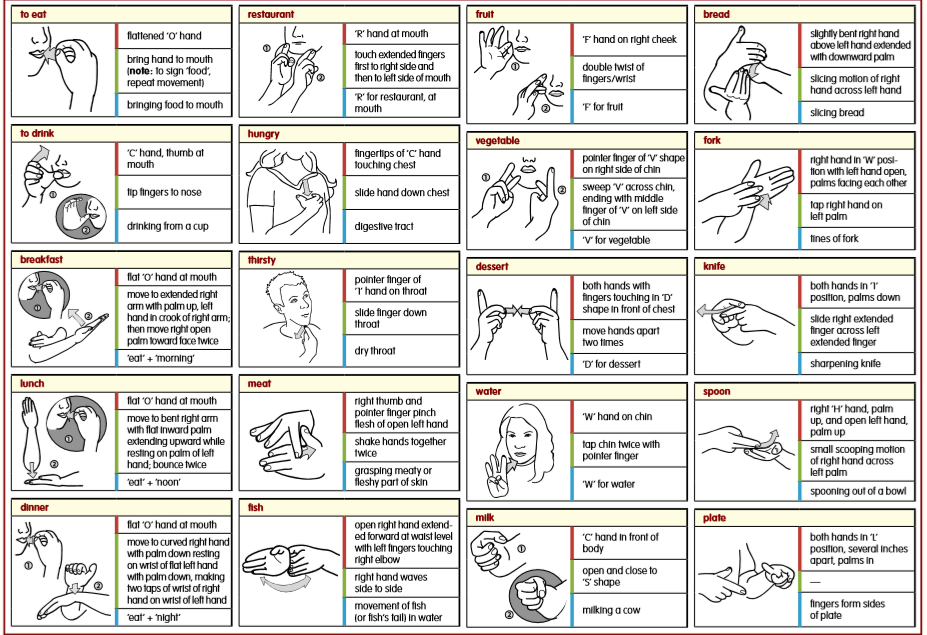 to eat
flattened 'O' hand
bring hand to mouth
(note: to sign 'food',
repeat movement)
bringing food to mouth
to drink
'C' hand, thumb at
mouth
tip fingers to nose
drinking from a cup
1
2
breakfast
flat 'O' hand at mouth
move to extended right
arm with palm up, left
hand in crook of right arm;
then move right open
palm toward face twice
'eat' + 'morning'
1
2
lunch
flat 'O' hand at mouth
move to bent right arm
with flat inward palm
extending upward while
resting on palm of left
hand; bounce twice
'eat' + 'noon'
1
2
dinner
flat 'O' hand at mouth
move to curved right hand
with palm down resting
on wrist of flat left hand
with palm down, making
two taps of wrist of right
hand on wrist of left hand
'eat' + 'night'
1
2
restaurant
'R' hand at mouth
touch extended fingers
first to right side and
then to left side of mouth
'R' for restaurant, at
mouth
1
2
hungry
fingertips of 'C' hand
touching chest
slide hand down chest
digestive tract
thirsty
pointer finger of
'1' hand on throat
slide finger down
throat
dry throat
meat
right thumb and
pointer finger pinch
flesh of open left hand
shake hands together
twice
grasping meaty or
fleshy part of skin
fish
open right hand extend-
ed forward at waist level
with left fingers touching
right elbow
right hand waves
side to side
movement of fish
(or fish's tail) in water
fruit
'F' hand on right cheek
double twist of
fingers/wrist
'F' for fruit
1
2
vegetable
pointer finger of 'V' shape
on right side of chin
sweep 'V' across chin,
ending with middle
finger of 'V' on left side
of chin
'V' for vegetable
1
2
dessert
both hands with
fingers touching in 'D'
shape in front of chest
move hands apart
two times
'D' for dessert
water
'W' hand on chin
tap chin twice with
pointer finger
'W' for water
milk
'C' hand in front of
body
open and close to
'S' shape
milking a cow
1
2
bread
slightly bent right hand
above left hand extended
with downward palm
slicing motion of right
hand across left hand
slicing bread
fork
right hand in 'W' posi-
tion with left hand open,
palms facing each other
tap right hand on
left palm
tines of fork
knife
both hands in '1'
position, palms down
slide right extended
finger across left
extended finger
sharpening knife
spoon
right 'H' hand, palm
up, and open left hand,
palm up
small scooping motion
of right hand across
left palm
spooning out of a bowl
plate
both hands in 'L'
position, several inches
apart, palms in
—
fingers form sides
of plate